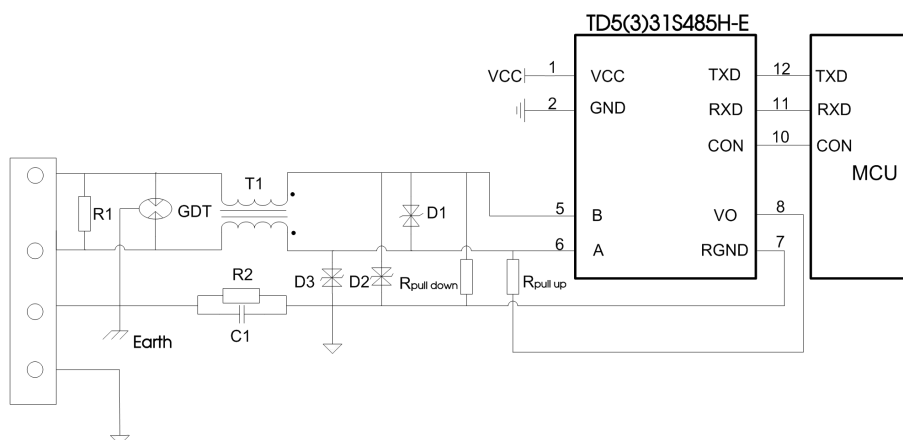 TD5(3)31S485H-E
VCC 1 VCC TXD 12 TXD
2 GND RXD 11 RXD
CON 10 CON
MCU
T1
R1 GDT D1
5 B VO 8
6 A RGND 7
R2 D3 D2 Rpull down Rpull up
C1
Earth